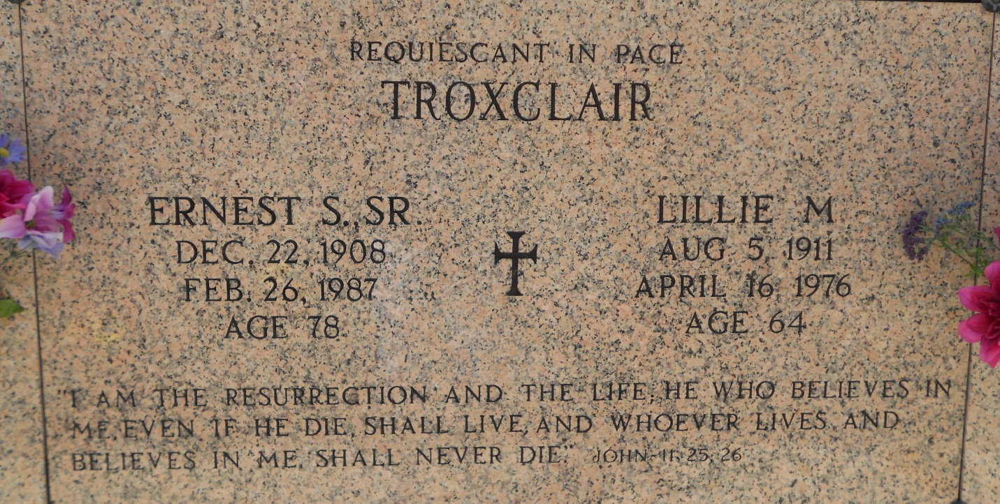 REQUIESCANT IN PACE
TROXCLAIR
ERNEST S., SR.
DEC. 22, 1908
FEB. 26, 1987
AGE 78
LILLIE M
AUG 5, 1911
APRIL 16, 1976
AGE 64
"I AM THE RESURRECTION AND THE LIFE; HE WHO BELIEVES IN
ME, EVEN IF HE DIE, SHALL LIVE, AND WHOEVER LIVES AND
BELIEVES IN ME, SHALL NEVER DIE." JOHN-11, 25, 26